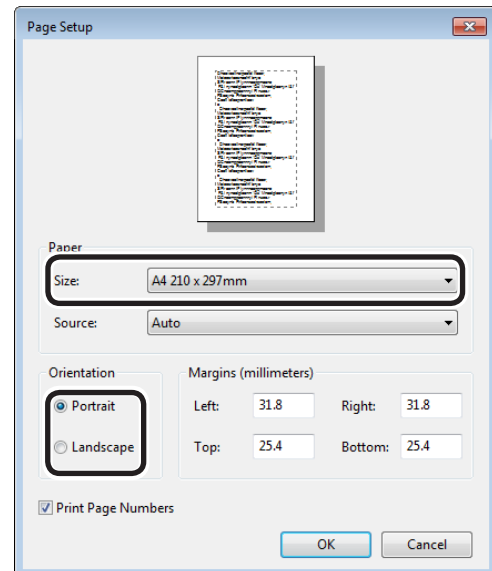 Page Setup
Paper
Size: A4 210 x 297mm
Source: Auto
Orientation Margins (millimeters)
Portrait Left: 31.8 Right: 31.8
Landscape Top: 25.4 Bottom: 25.4
Print Page Numbers
OK Cancel